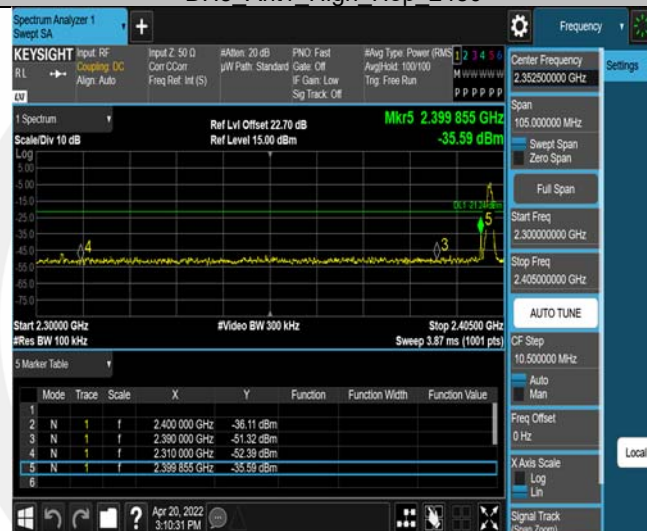 Spectrum Analyzer 1
Swept SA
+
Frequency
KEYSIGHT
RL
Input: RF
Coupling: DC
Align: Auto
Input Z: 50 Ω
Corr CCorr
Freq Ref: Int (S)
#Atten: 20 dB
µW Path: Standard
PNO: Fast
Gate: Off
IF Gain: Low
Sig Track: Off
#Avg Type: Power (RMS
Avg|Hold: 100/100
Trig: Free Run
1 2 3 4 5 6
M W W W W W
P P P P P P
Settings
Center Frequency
2.352500000 GHz
Span
105.000000 MHz
Swept Span
Zero Span
Full Span
Start Freq
2.300000000 GHz
Stop Freq
2.405000000 GHz
AUTO TUNE
CF Step
10.500000 MHz
Auto
Man
Freq Offset
0 Hz
X Axis Scale
Log
Lin
Signal Track
(Span Zoom)
Local
1 Spectrum
Scale/Div 10 dB
Ref Lvl Offset 22.70 dB
Ref Level 15.00 dBm
Mkr5 2.399 855 GHz
-35.59 dBm
Log
5.00
-5.00
-15.0
-25.0
-35.0
-45.0
-55.0
-65.0
-75.0
5
4
3
Start 2.30000 GHz
#Res BW 100 kHz
#Video BW 300 kHz
Stop 2.40500 GHz
Sweep 3.87 ms (1001 pts)
5 Marker Table
Mode Trace Scale X Y Function Function Width Function Value
1
2 N 1 f 2.400 000 GHz -36.11 dBm
3 N 1 f 2.390 000 GHz -51.32 dBm
4 N 1 f 2.310 000 GHz -52.39 dBm
5 N 1 f 2.399 855 GHz -35.59 dBm
6
?
Apr 20, 2022
3:10:31 PM